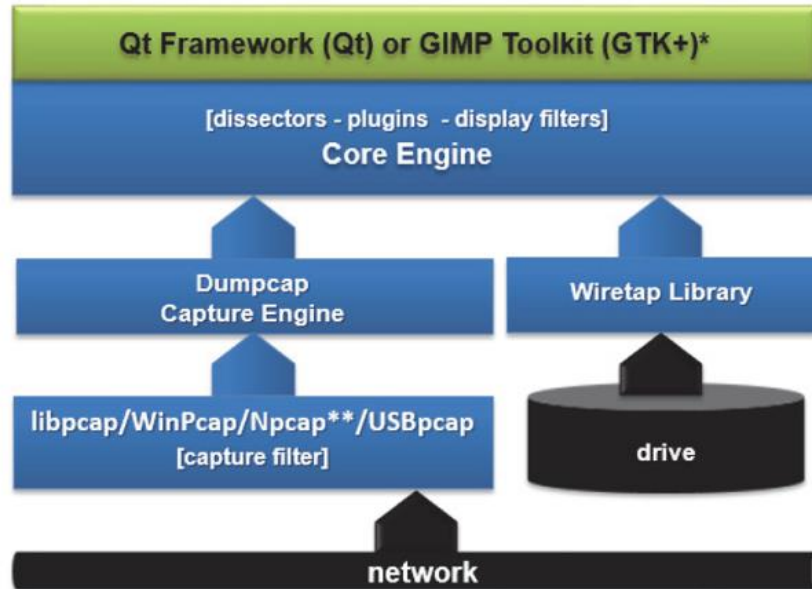 Qt Framework (Qt) or GIMP Toolkit (GTK+)*
[dissectors - plugins - display filters]
Core Engine
Dumpcap
Capture Engine
Wiretap Library
libpcap/WinPcap/Npcap**/USBpcap
[capture filter]
drive
network